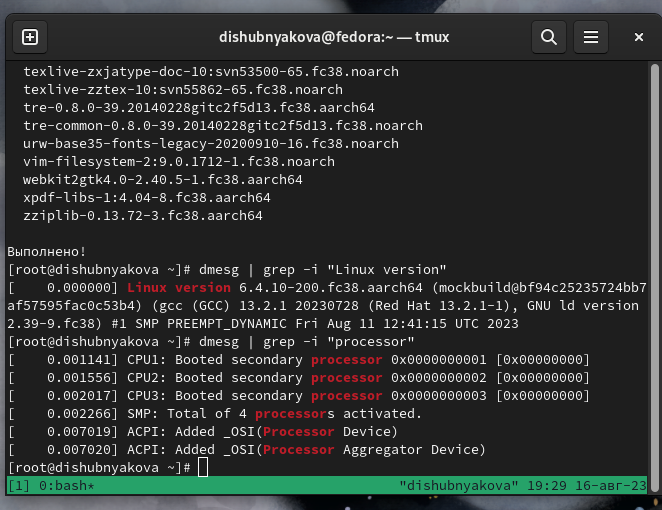 dishubnyakova@fedora:~ — tmux
texlive-zxjatype-doc-10:svn53500-65.fc38.noarch
texlive-zztex-10:svn55862-65.fc38.noarch
tre-0.8.0-39.20140228gitc2f5d13.fc38.aarch64
tre-common-0.8.0-39.20140228gitc2f5d13.fc38.noarch
urw-base35-fonts-legacy-20200910-16.fc38.noarch
vim-filesystem-2:9.0.1712-1.fc38.noarch
webkit2gtk4.0-2.40.5-1.fc38.aarch64
xpdf-libs-1:4.04-8.fc38.aarch64
zziplib-0.13.72-3.fc38.aarch64
Выполнено!
[root@dishubnyakova ~]# dmesg | grep -i "Linux version"
[    0.000000] Linux version 6.4.10-200.fc38.aarch64 (mockbuild@bf94c25235724bb7
af57595fac0c53b4) (gcc (GCC) 13.2.1 20230728 (Red Hat 13.2.1-1), GNU ld version
2.39-9.fc38) #1 SMP PREEMPT_DYNAMIC Fri Aug 11 12:41:15 UTC 2023
[root@dishubnyakova ~]# dmesg | grep -i "processor"
[    0.001141] CPU1: Booted secondary processor 0x0000000001 [0x00000000]
[    0.001556] CPU2: Booted secondary processor 0x0000000002 [0x00000000]
[    0.002017] CPU3: Booted secondary processor 0x0000000003 [0x00000000]
[    0.002266] SMP: Total of 4 processors activated.
[    0.007019] ACPI: Added _OSI(Processor Device)
[    0.007020] ACPI: Added _OSI(Processor Aggregator Device)
[root@dishubnyakova ~]#
[1] 0:bash* "dishubnyakova" 19:29 16-авг-23